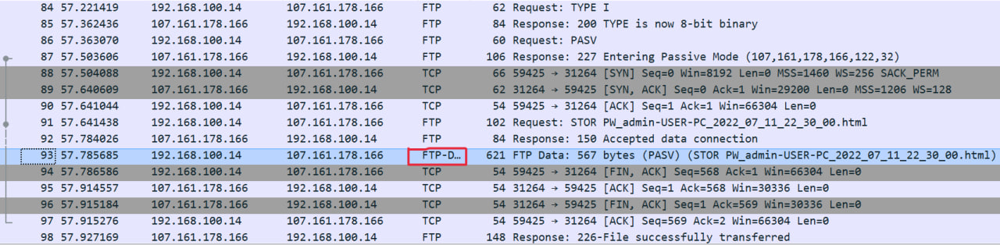 84 57.221419 192.168.100.14 107.161.178.166 FTP 62 Request: TYPE I
85 57.362436 107.161.178.166 192.168.100.14 FTP 84 Response: 200 TYPE is now 8-bit binary
86 57.363070 192.168.100.14 107.161.178.166 FTP 60 Request: PASV
87 57.503606 107.161.178.166 192.168.100.14 FTP 106 Response: 227 Entering Passive Mode (107,161,178,166,122,32)
88 57.504088 192.168.100.14 107.161.178.166 TCP 66 59425 → 31264 [SYN] Seq=0 Win=8192 Len=0 MSS=1460 WS=256 SACK_PERM
89 57.640609 107.161.178.166 192.168.100.14 TCP 62 31264 → 59425 [SYN, ACK] Seq=0 Ack=1 Win=29200 Len=0 MSS=1206 WS=128
90 57.641044 192.168.100.14 107.161.178.166 TCP 54 59425 → 31264 [ACK] Seq=1 Ack=1 Win=66304 Len=0
91 57.641438 192.168.100.14 107.161.178.166 FTP 102 Request: STOR PW_admin-USER-PC_2022_07_11_22_30_00.html
92 57.784026 107.161.178.166 192.168.100.14 FTP 84 Response: 150 Accepted data connection
93 57.785685 192.168.100.14 107.161.178.166 FTP-D… 621 FTP Data: 567 bytes (PASV) (STOR PW_admin-USER-PC_2022_07_11_22_30_00.html)
94 57.786586 192.168.100.14 107.161.178.166 TCP 54 59425 → 31264 [FIN, ACK] Seq=568 Ack=1 Win=66304 Len=0
95 57.914557 107.161.178.166 192.168.100.14 TCP 54 31264 → 59425 [ACK] Seq=1 Ack=568 Win=30336 Len=0
96 57.915184 107.161.178.166 192.168.100.14 TCP 54 31264 → 59425 [FIN, ACK] Seq=1 Ack=569 Win=30336 Len=0
97 57.915276 192.168.100.14 107.161.178.166 TCP 54 59425 → 31264 [ACK] Seq=569 Ack=2 Win=66304 Len=0
98 57.927169 107.161.178.166 192.168.100.14 FTP 148 Response: 226-File successfully transferred